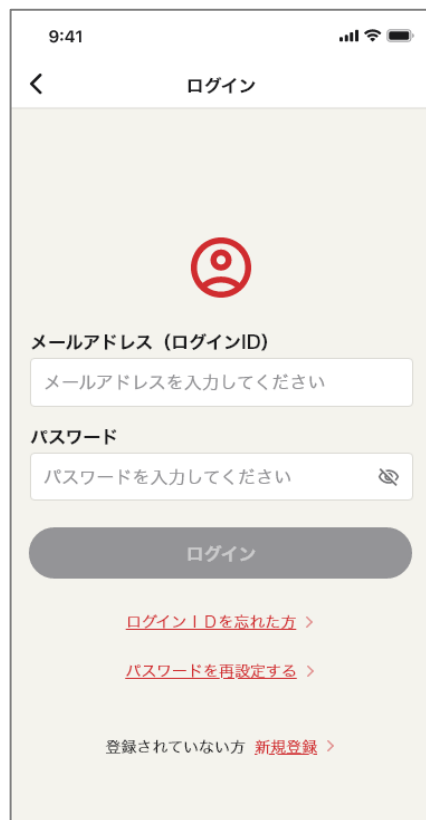 9:41
ログイン
メールアドレス（ログインID）
メールアドレスを入力してください
パスワード
パスワードを入力してください
ログイン
ログインＩＤを忘れた方
パスワードを再設定する
登録されていない方 新規登録